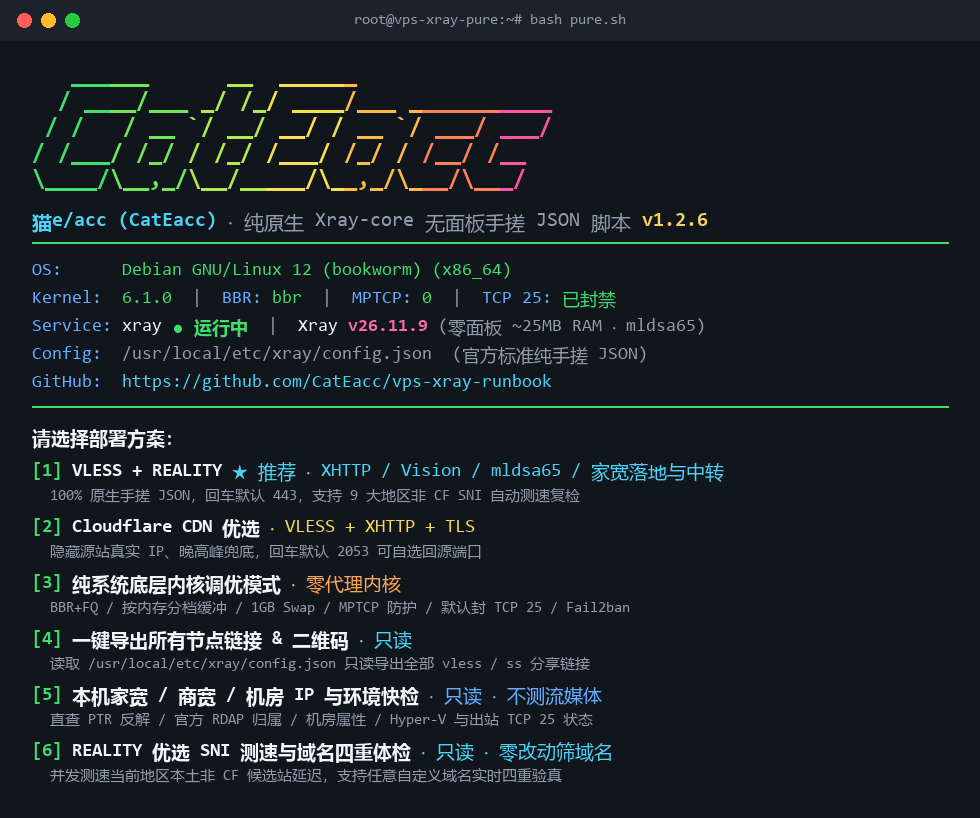 root@vps-xray-pure:~# bash pure.sh
CatEacc
猫e/acc (CatEacc) · 纯原生 Xray-core 无面板手搓 JSON 脚本 v1.2.6
OS: Debian GNU/Linux 12 (bookworm) (x86_64)
Kernel: 6.1.0 | BBR: bbr | MPTCP: 0 | TCP 25: 已封禁
Service: xray ● 运行中 | Xray v26.11.9 (零面板 ~25MB RAM · mldsa65)
Config: /usr/local/etc/xray/config.json (官方标准纯手搓 JSON)
GitHub: https://github.com/CatEacc/vps-xray-runbook
请选择部署方案:
[1] VLESS + REALITY ★ 推荐 · XHTTP / Vision / mldsa65 / 家宽落地与中转
100% 原生手搓 JSON，回车默认 443，支持 9 大地区非 CF SNI 自动测速复检
[2] Cloudflare CDN 优选 · VLESS + XHTTP + TLS
隐藏源站真实 IP、晚高峰兜底，回车默认 2053 可自选回源端口
[3] 纯系统底层内核调优模式 · 零代理内核
BBR+FQ / 按内存分档缓冲 / 1GB Swap / MPTCP 防护 / 默认封 TCP 25 / Fail2ban
[4] 一键导出所有节点链接 & 二维码 · 只读
读取 /usr/local/etc/xray/config.json 只读导出全部 vless / ss 分享链接
[5] 本机家宽 / 商宽 / 机房 IP 与环境快检 · 只读 · 不测流媒体
直查 PTR 反解 / 官方 RDAP 归属 / 机房属性 / Hyper-V 与出站 TCP 25 状态
[6] REALITY 优选 SNI 测速与域名四重体检 · 只读 · 零改动筛域名
并发测速当前地区本土非 CF 候选站延迟，支持任意自定义域名实时四重验真